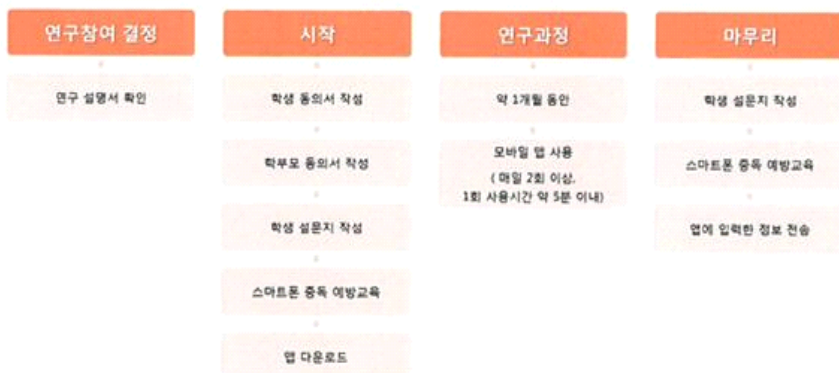 연구참여 결정
연구 설명서 확인
시작
학생 동의서 작성
학부모 동의서 작성
학생 설문지 작성
스마트폰 중독 예방교육
앱 다운로드
연구과정
약 1개월 동안
모바일 앱 사용
( 매일 2회 이상,
1회 사용시간 약 5분 이내)
마무리
학생 설문지 작성
스마트폰 중독 예방교육
앱에 입력한 정보 전송